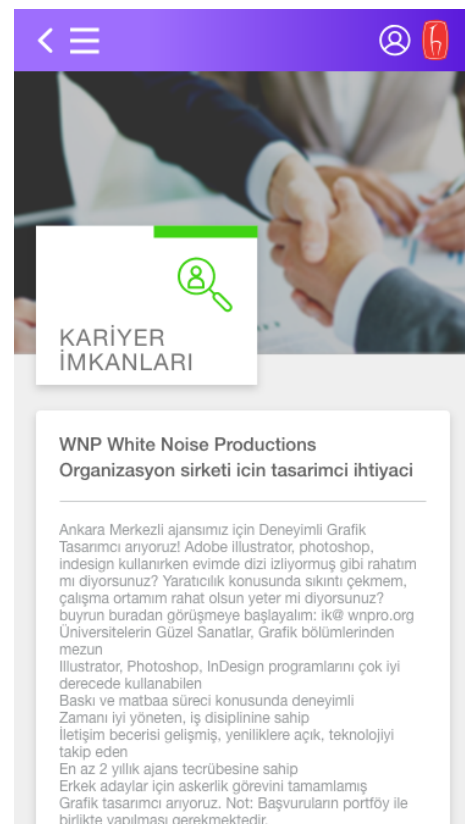 KARİYER
İMKANLARI
WNP White Noise Productions
Organizasyon sirketi icin tasarimci ihtiyaci
Ankara Merkezli ajansımız için Deneyimli Grafik
Tasarımcı arıyoruz! Adobe illustrator, photoshop,
indesign kullanırken evimde dizi izliyormuş gibi rahatım
mı diyorsunuz? Yaratıcılık konusunda sıkıntı çekmem,
çalışma ortamım rahat olsun yeter mi diyorsunuz?
buyrun buradan görüşmeye başlayalım: ik@ wnpro.org
Üniversitelerin Güzel Sanatlar, Grafik bölümlerinden
mezun
Illustrator, Photoshop, InDesign programlarını çok iyi
derecede kullanabilen
Baskı ve matbaa süreci konusunda deneyimli
Zamanı iyi yöneten, iş disiplinine sahip
İletişim becerisi gelişmiş, yeniliklere açık, teknolojiyi
takip eden
En az 2 yıllık ajans tecrübesine sahip
Erkek adaylar için askerlik görevini tamamlamış
Grafik tasarımcı arıyoruz. Not: Başvuruların portföy ile
birlikte yapılması gerekmektedir.